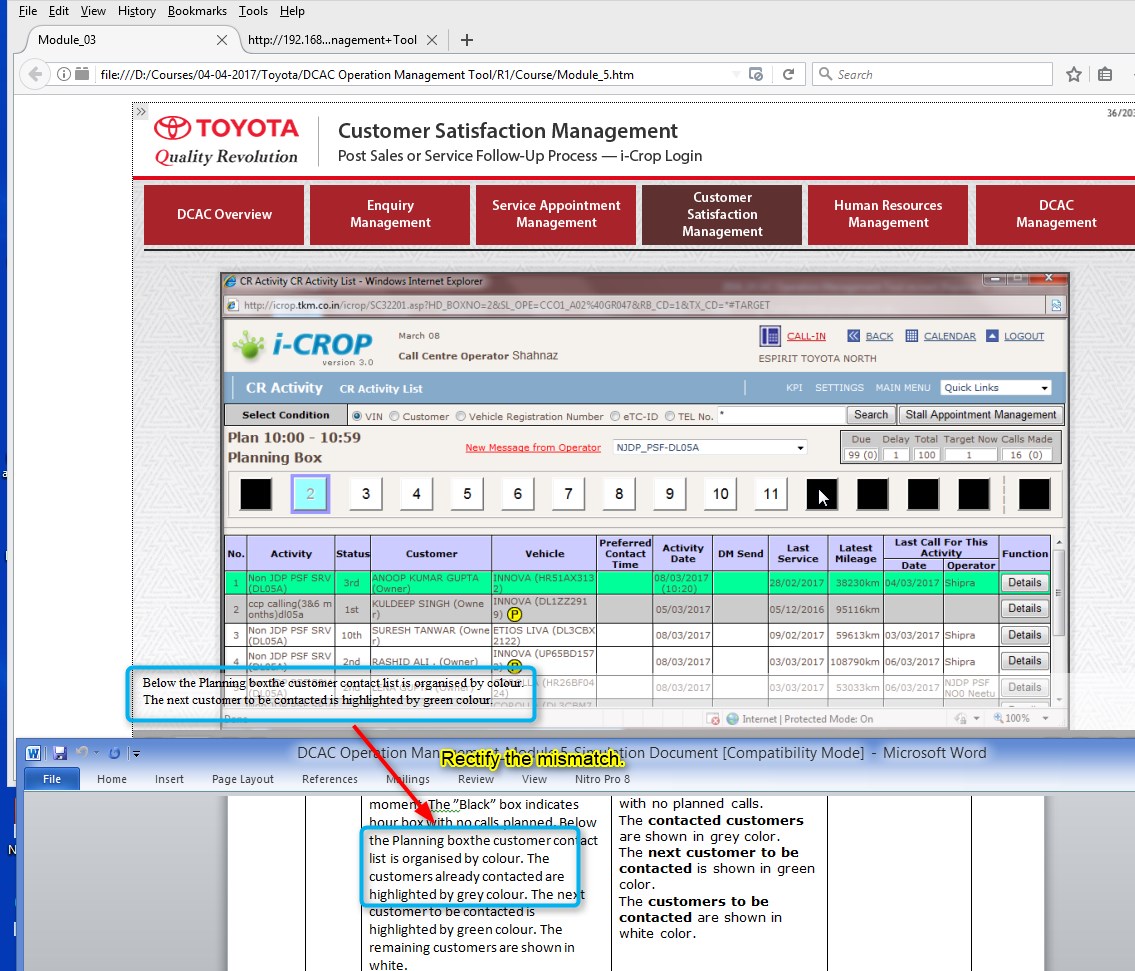 File Edit View History Bookmarks Tools Help
Module_03 http://192.168...nagement+Tool
file:///D:/Courses/04-04-2017/Toyota/DCAC Operation Management Tool/R1/Course/Module_5.htm Search
36/203
TOYOTA
Quality Revolution
Customer Satisfaction Management
Post Sales or Service Follow-Up Process — i-Crop Login
DCAC Overview
Enquiry
Management
Service Appointment
Management
Customer
Satisfaction
Management
Human Resources
Management
DCAC
Management
CR Activity CR Activity List - Windows Internet Explorer
http://icrop.tkm.co.in/icrop/SC32201.asp?HD_BOXNO=2&SL_OPE=CCO1_A02%40GR047&RB_CD=1&TX_CD=*#TARGET
i-CROP
version 3.0
March 08
Call Centre Operator Shahnaz
CALL-IN BACK CALENDAR LOGOUT
ESPIRIT TOYOTA NORTH
CR Activity CR Activity List KPI SETTINGS MAIN MENU Quick Links
Select Condition VIN Customer Vehicle Registration Number eTC-ID TEL No. * Search Stall Appointment Management
Plan 10:00 - 10:59
Planning Box
New Message from Operator NJDP_PSF-DL05A
Due Delay Total Target Now Calls Made
99 (0) 1 100 1 16 (0)
2 3 4 5 6 7 8 9 10 11
No. Activity Status Customer Vehicle Preferred Contact Time Activity Date DM Send Last Service Latest Mileage Last Call For This Activity Date Operator Function
1 Non JDP PSF SRV (DL05A) 3rd ANOOP KUMAR GUPTA (Owner) INNOVA (HR51AX3132) 08/03/2017 (10:20) 28/02/2017 38230km 04/03/2017 Shipra Details
2 ccp calling(3&6 months)dl05a 1st KULDEEP SINGH (Owner) INNOVA (DL1ZZ2919) P 05/03/2017 05/12/2016 95116km Details
3 Non JDP PSF SRV (DL05A) 10th SURESH TANWAR (Owner) ETIOS LIVA (DL3CBX2122) 08/03/2017 09/02/2017 59613km 03/03/2017 Shipra Details
4 Non JDP PSF SRV (DL05A) 2nd RASHID ALI . (Owner) INNOVA (UP65BD157 P 08/03/2017 03/03/2017 108790km 06/03/2017 Shipra Details
(HR26BF0424) 08/03/2017 03/03/2017 53033km 06/03/2017 NJDP PSF NO0 Neetu Details
Below the Planning boxthe customer contact list is organised by colour.
The next customer to be contacted is highlighted by green colour.
Internet | Protected Mode: On 100%
DCAC Operation Management_Module 5_Simulation Document [Compatibility Mode] - Microsoft Word
Rectify the mismatch.
File Home Insert Page Layout References Mailings Review View Nitro Pro 8
moment. The "Black" box indicates
hour box with no calls planned. Below
the Planning boxthe customer contact
list is organised by colour. The
customers already contacted are
highlighted by grey colour. The next
customer to be contacted is
highlighted by green colour. The
remaining customers are shown in
white.
with no planned calls.
The contacted customers
are shown in grey color.
The next customer to be
contacted is shown in green
color.
The customers to be
contacted are shown in
white color.